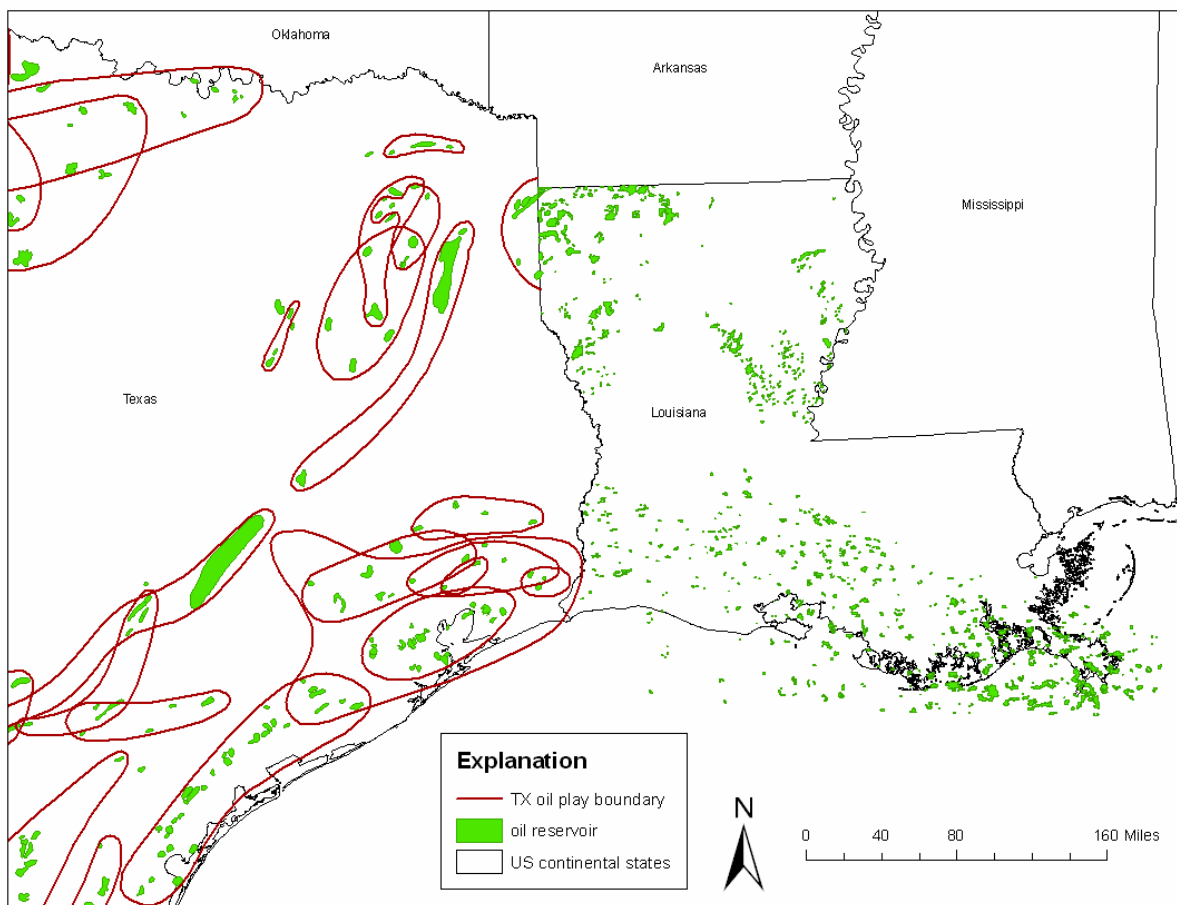 Oklahoma
Arkansas
Mississippi
Texas
Louisiana
Explanation
TX oil play boundary
oil reservoir
US continental states
N
0 40 80 160 Miles